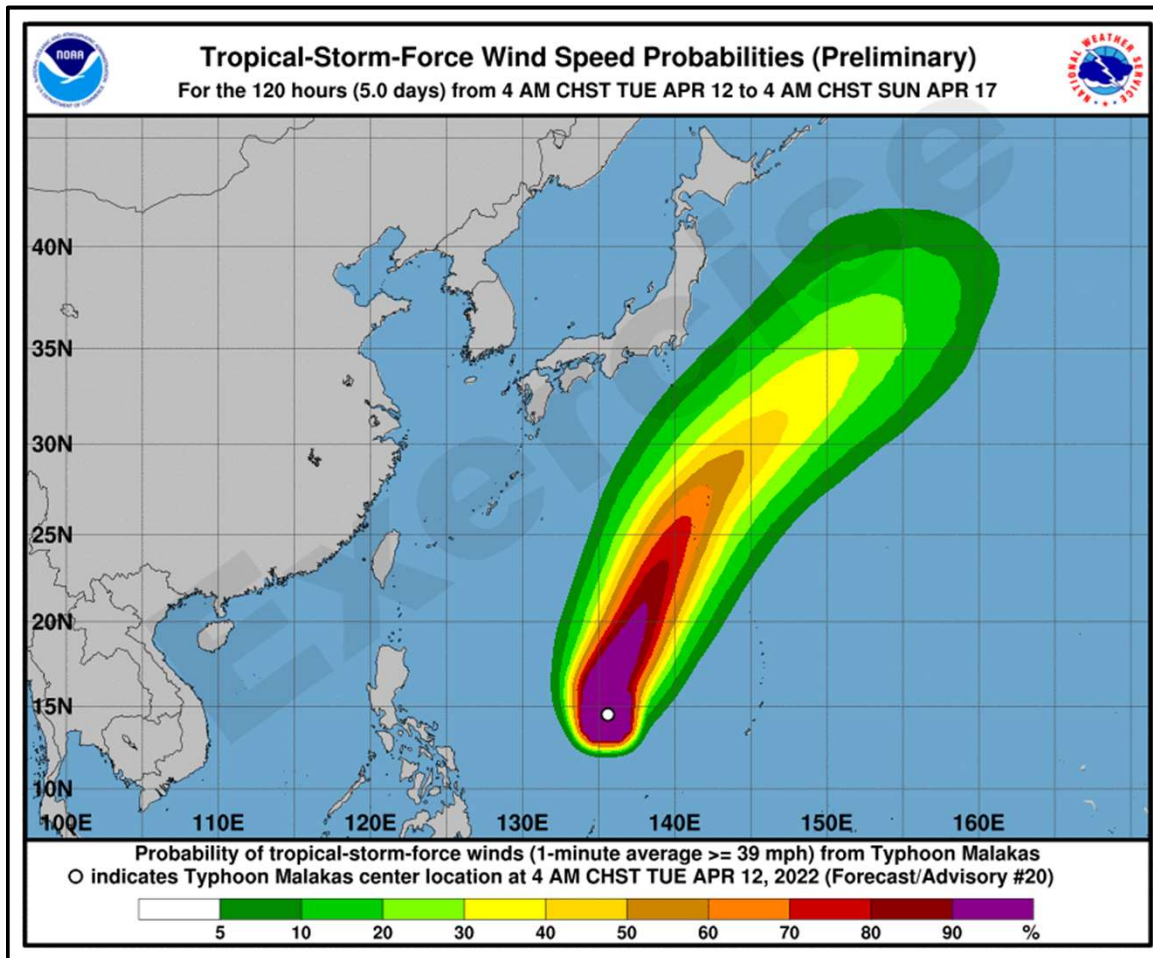 NOAA
Tropical-Storm-Force Wind Speed Probabilities (Preliminary)
For the 120 hours (5.0 days) from 4 AM CHST TUE APR 12 to 4 AM CHST SUN APR 17
NATIONAL WEATHER SERVICE
Exercise
40N
35N
30N
25N
20N
15N
10N
100E 110E 120E 130E 140E 150E 160E
Probability of tropical-storm-force winds (1-minute average >= 39 mph) from Typhoon Malakas
indicates Typhoon Malakas center location at 4 AM CHST TUE APR 12, 2022 (Forecast/Advisory #20)
5 10 20 30 40 50 60 70 80 90 %